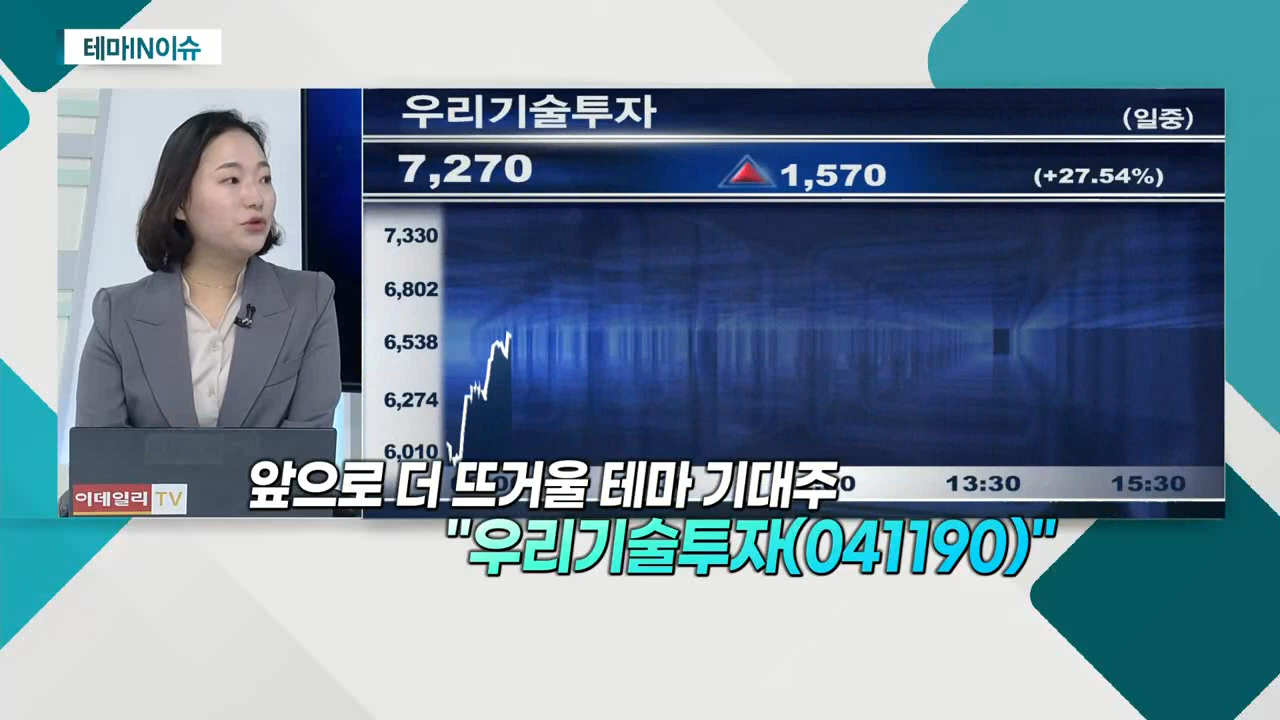 테마IN이슈
우리기술투자
(일중)
7,270
1,570
(+27.54%)
7,330
6,802
6,538
6,274
6,010
13:30
15:30
이데일리TV
앞으로 더 뜨거울 테마 기대주
"우리기술투자(041190)"